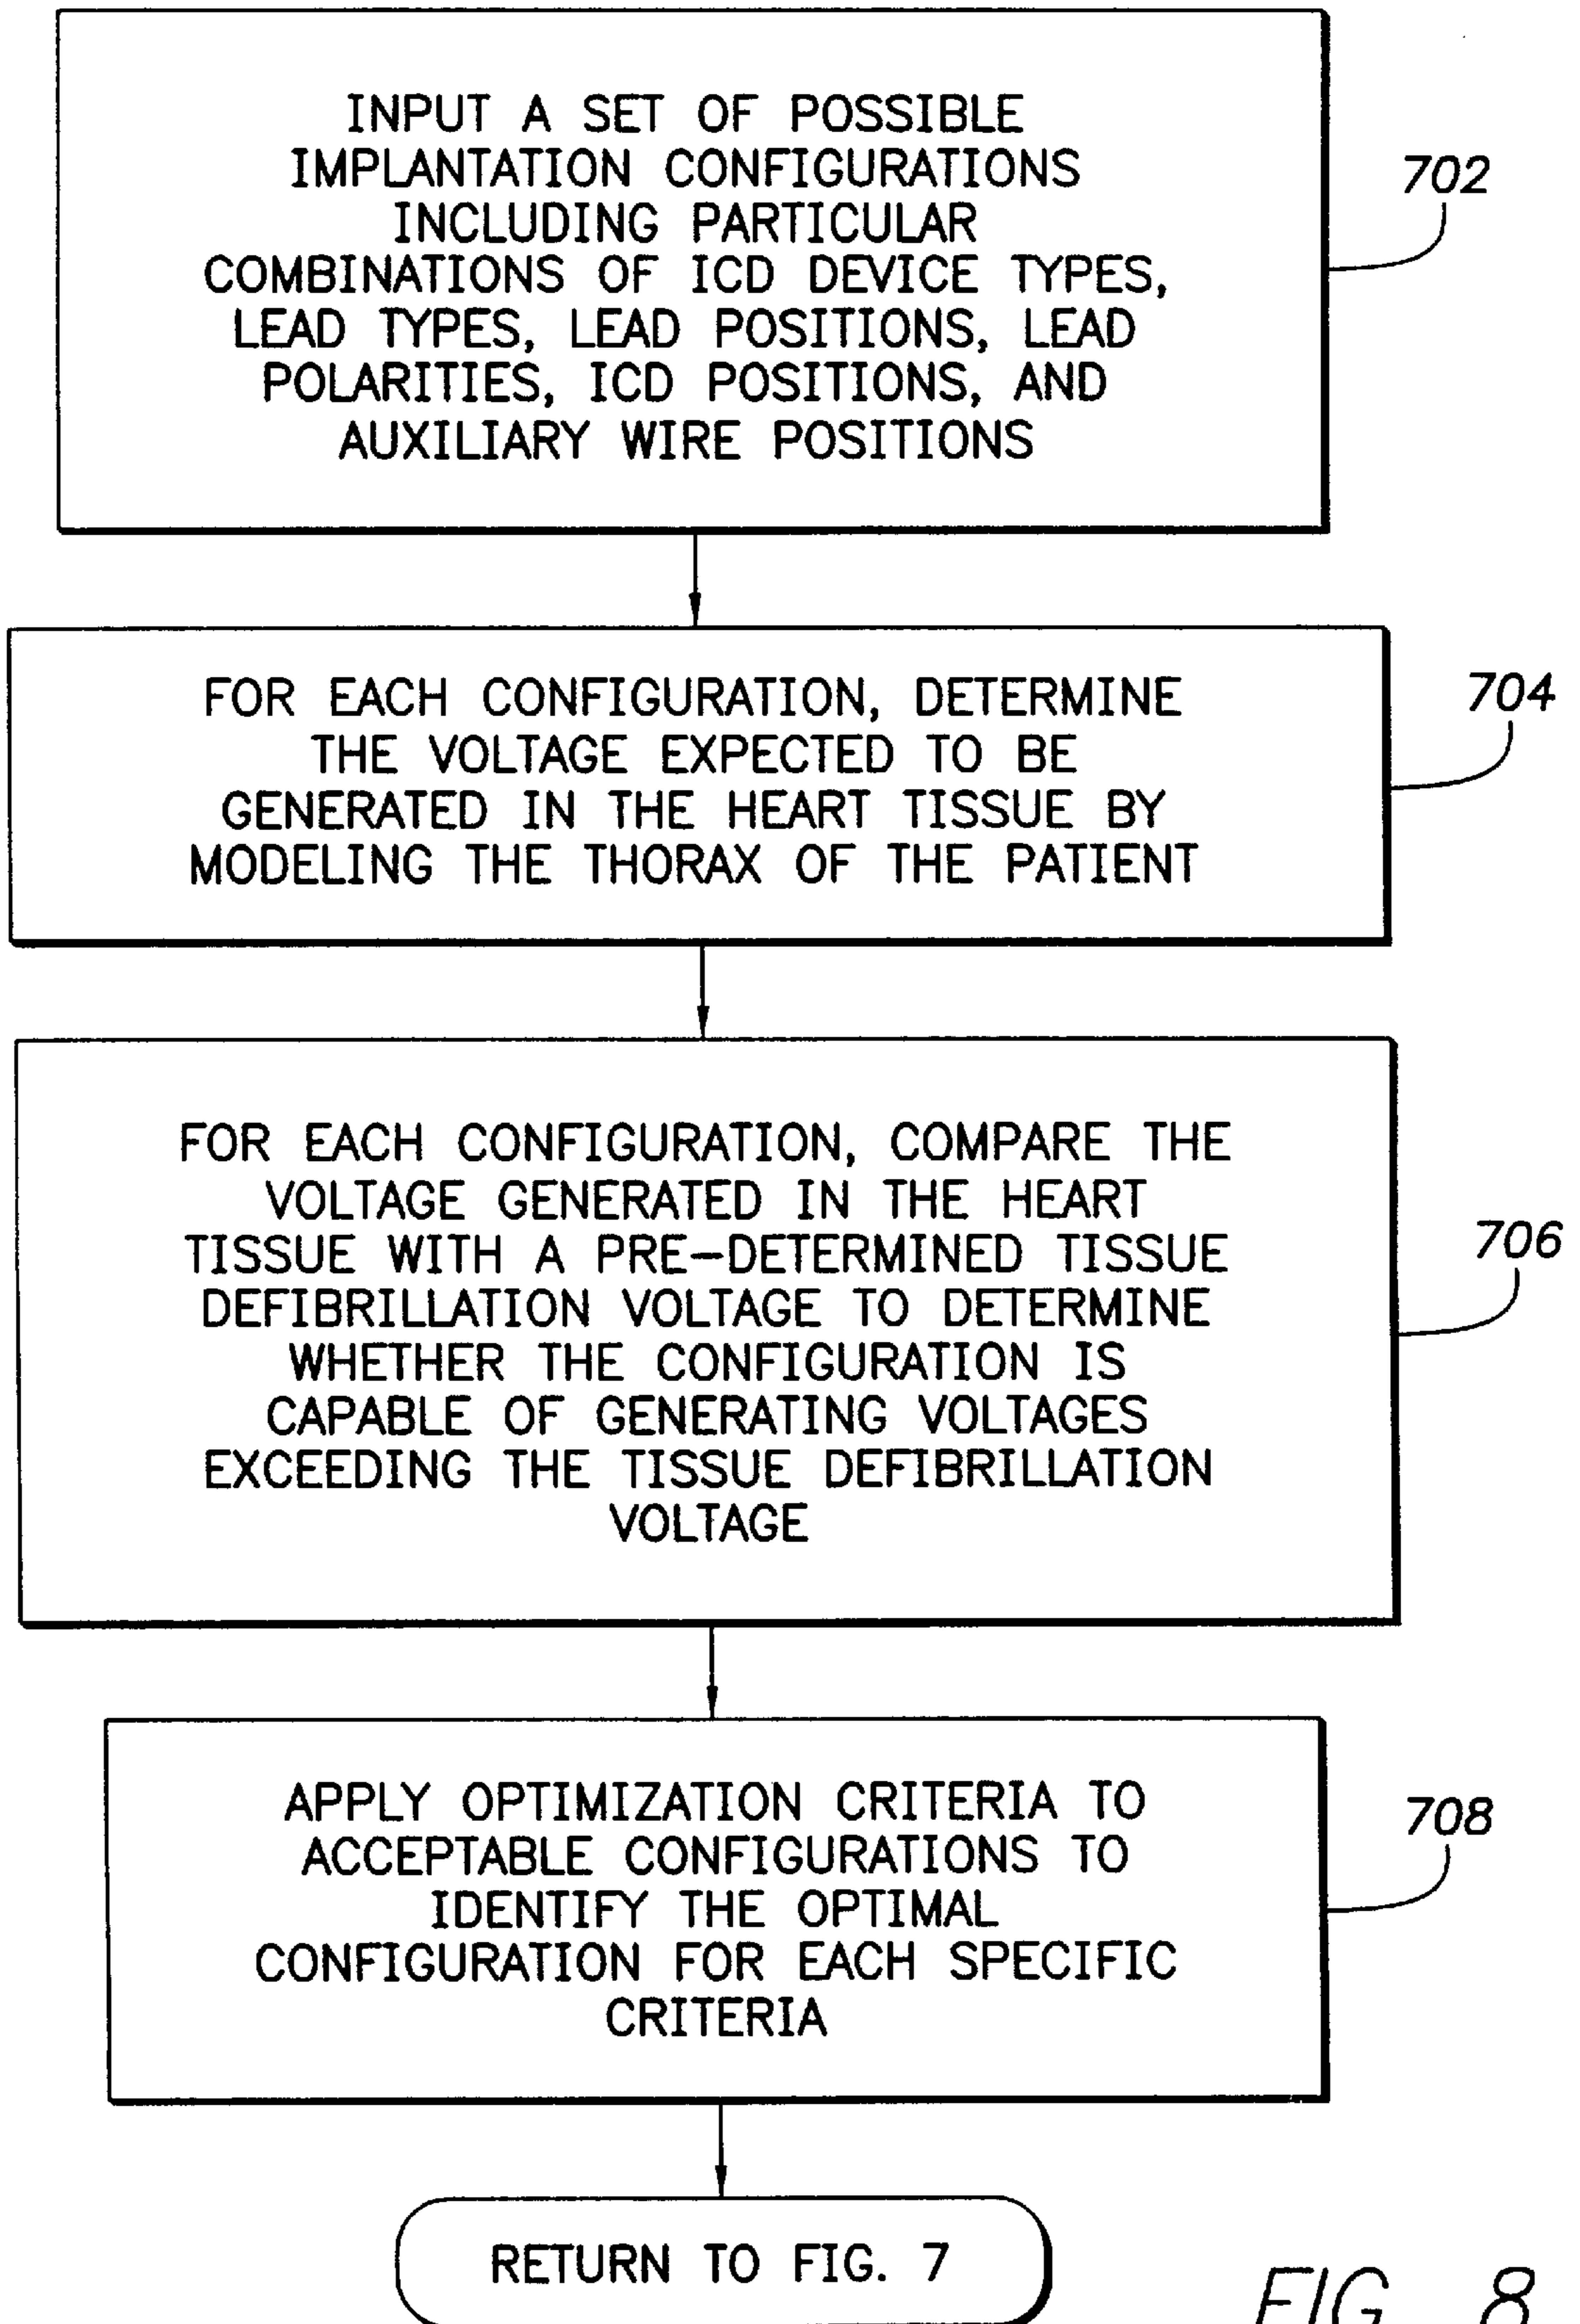 INPUT A SET OF POSSIBLE
IMPLANTATION CONFIGURATIONS
INCLUDING PARTICULAR
COMBINATIONS OF ICD DEVICE TYPES,
LEAD TYPES, LEAD POSITIONS, LEAD
POLARITIES, ICD POSITIONS, AND
AUXILIARY WIRE POSITIONS
702
FOR EACH CONFIGURATION, DETERMINE
THE VOLTAGE EXPECTED TO BE
GENERATED IN THE HEART TISSUE BY
MODELING THE THORAX OF THE PATIENT
704
FOR EACH CONFIGURATION, COMPARE THE
VOLTAGE GENERATED IN THE HEART
TISSUE WITH A PRE-DETERMINED TISSUE
DEFIBRILLATION VOLTAGE TO DETERMINE
WHETHER THE CONFIGURATION IS
CAPABLE OF GENERATING VOLTAGES
EXCEEDING THE TISSUE DEFIBRILLATION
VOLTAGE
706
APPLY OPTIMIZATION CRITERIA TO
ACCEPTABLE CONFIGURATIONS TO
IDENTIFY THE OPTIMAL
CONFIGURATION FOR EACH SPECIFIC
CRITERIA
708
RETURN TO FIG. 7
FIG. 8